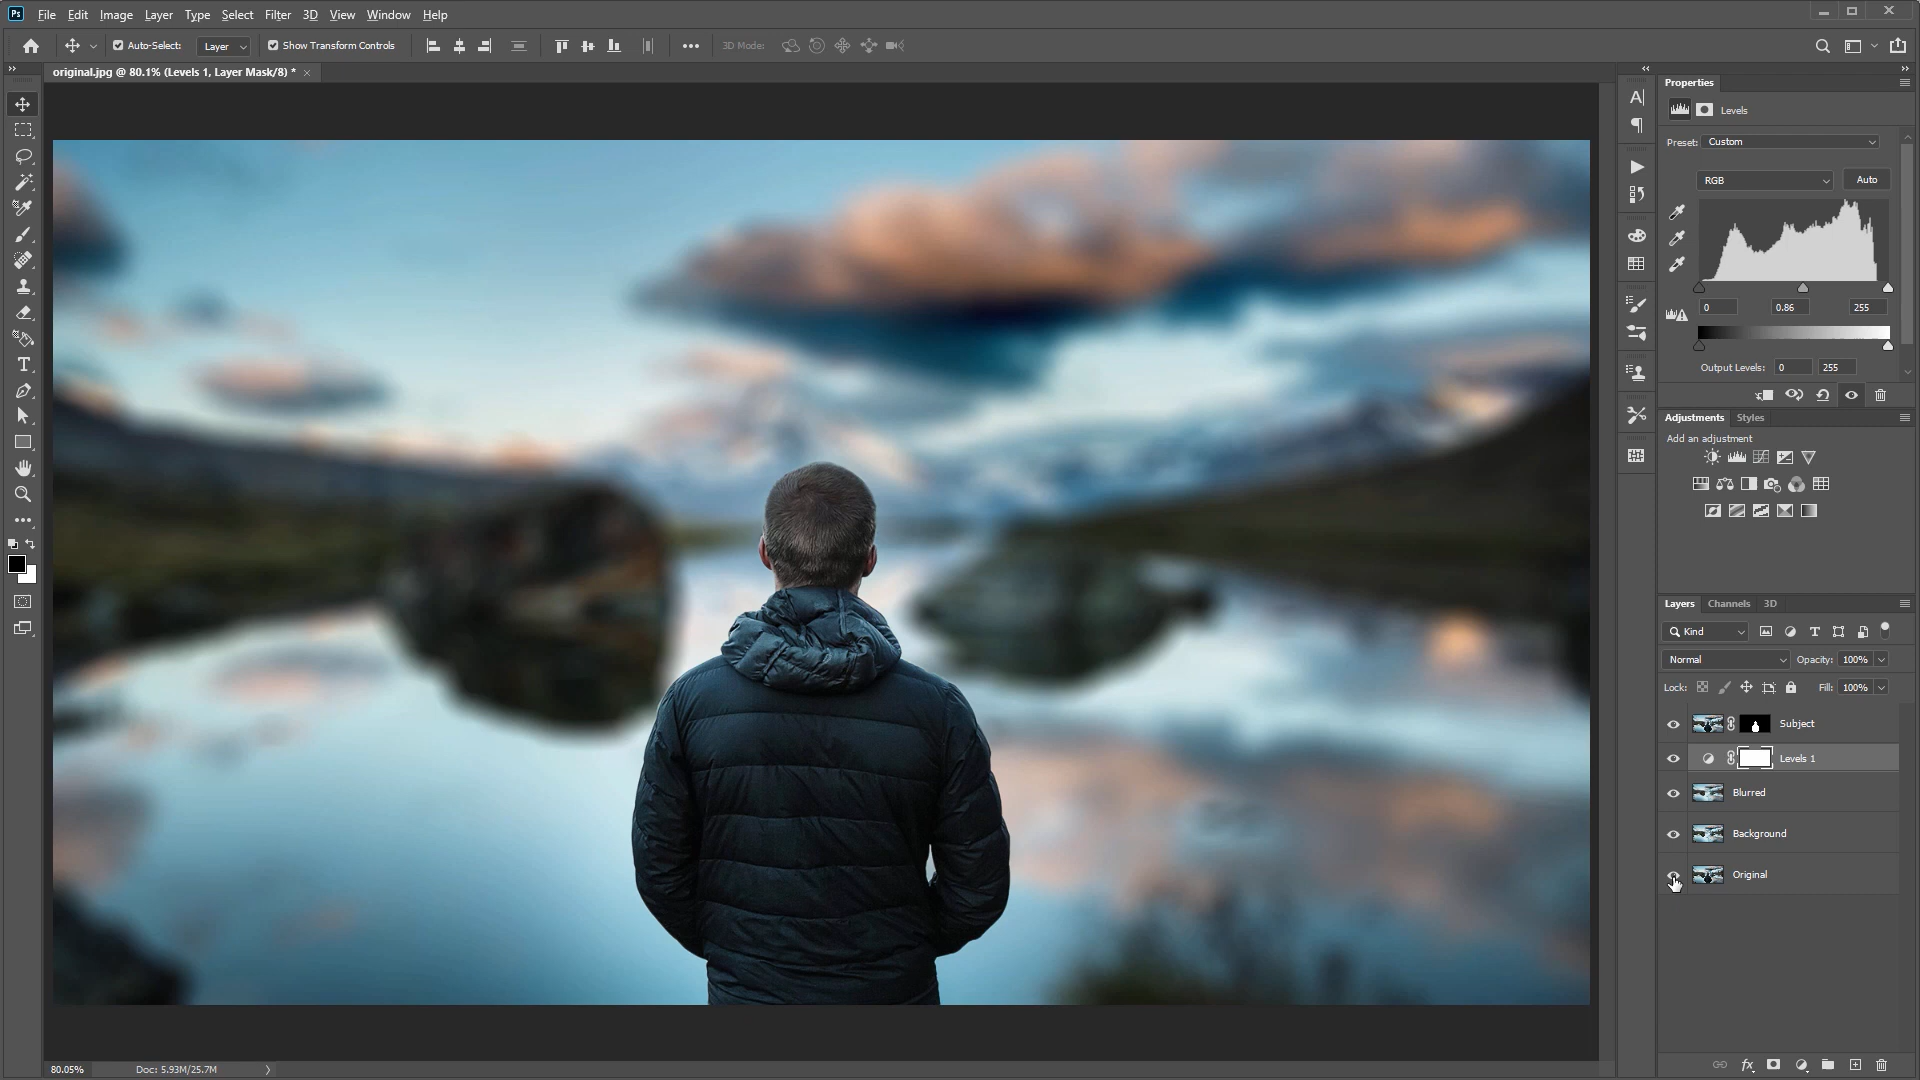 Ps File Edit Image Layer Type Select Filter 3D View Window Help
Auto-Select: Layer Show Transform Controls 3D Mode:
original.jpg @ 80.1% (Levels 1, Layer Mask/8) *
Properties
Levels
Preset: Custom
RGB Auto
0 0.86 255
Output Levels: 0 255
Adjustments Styles
Add an adjustment
Layers Channels 3D
Kind
Normal Opacity: 100%
Lock: Fill: 100%
Subject
Levels 1
Blurred
Background
Original
80.05% Doc: 5.93M/25.7M